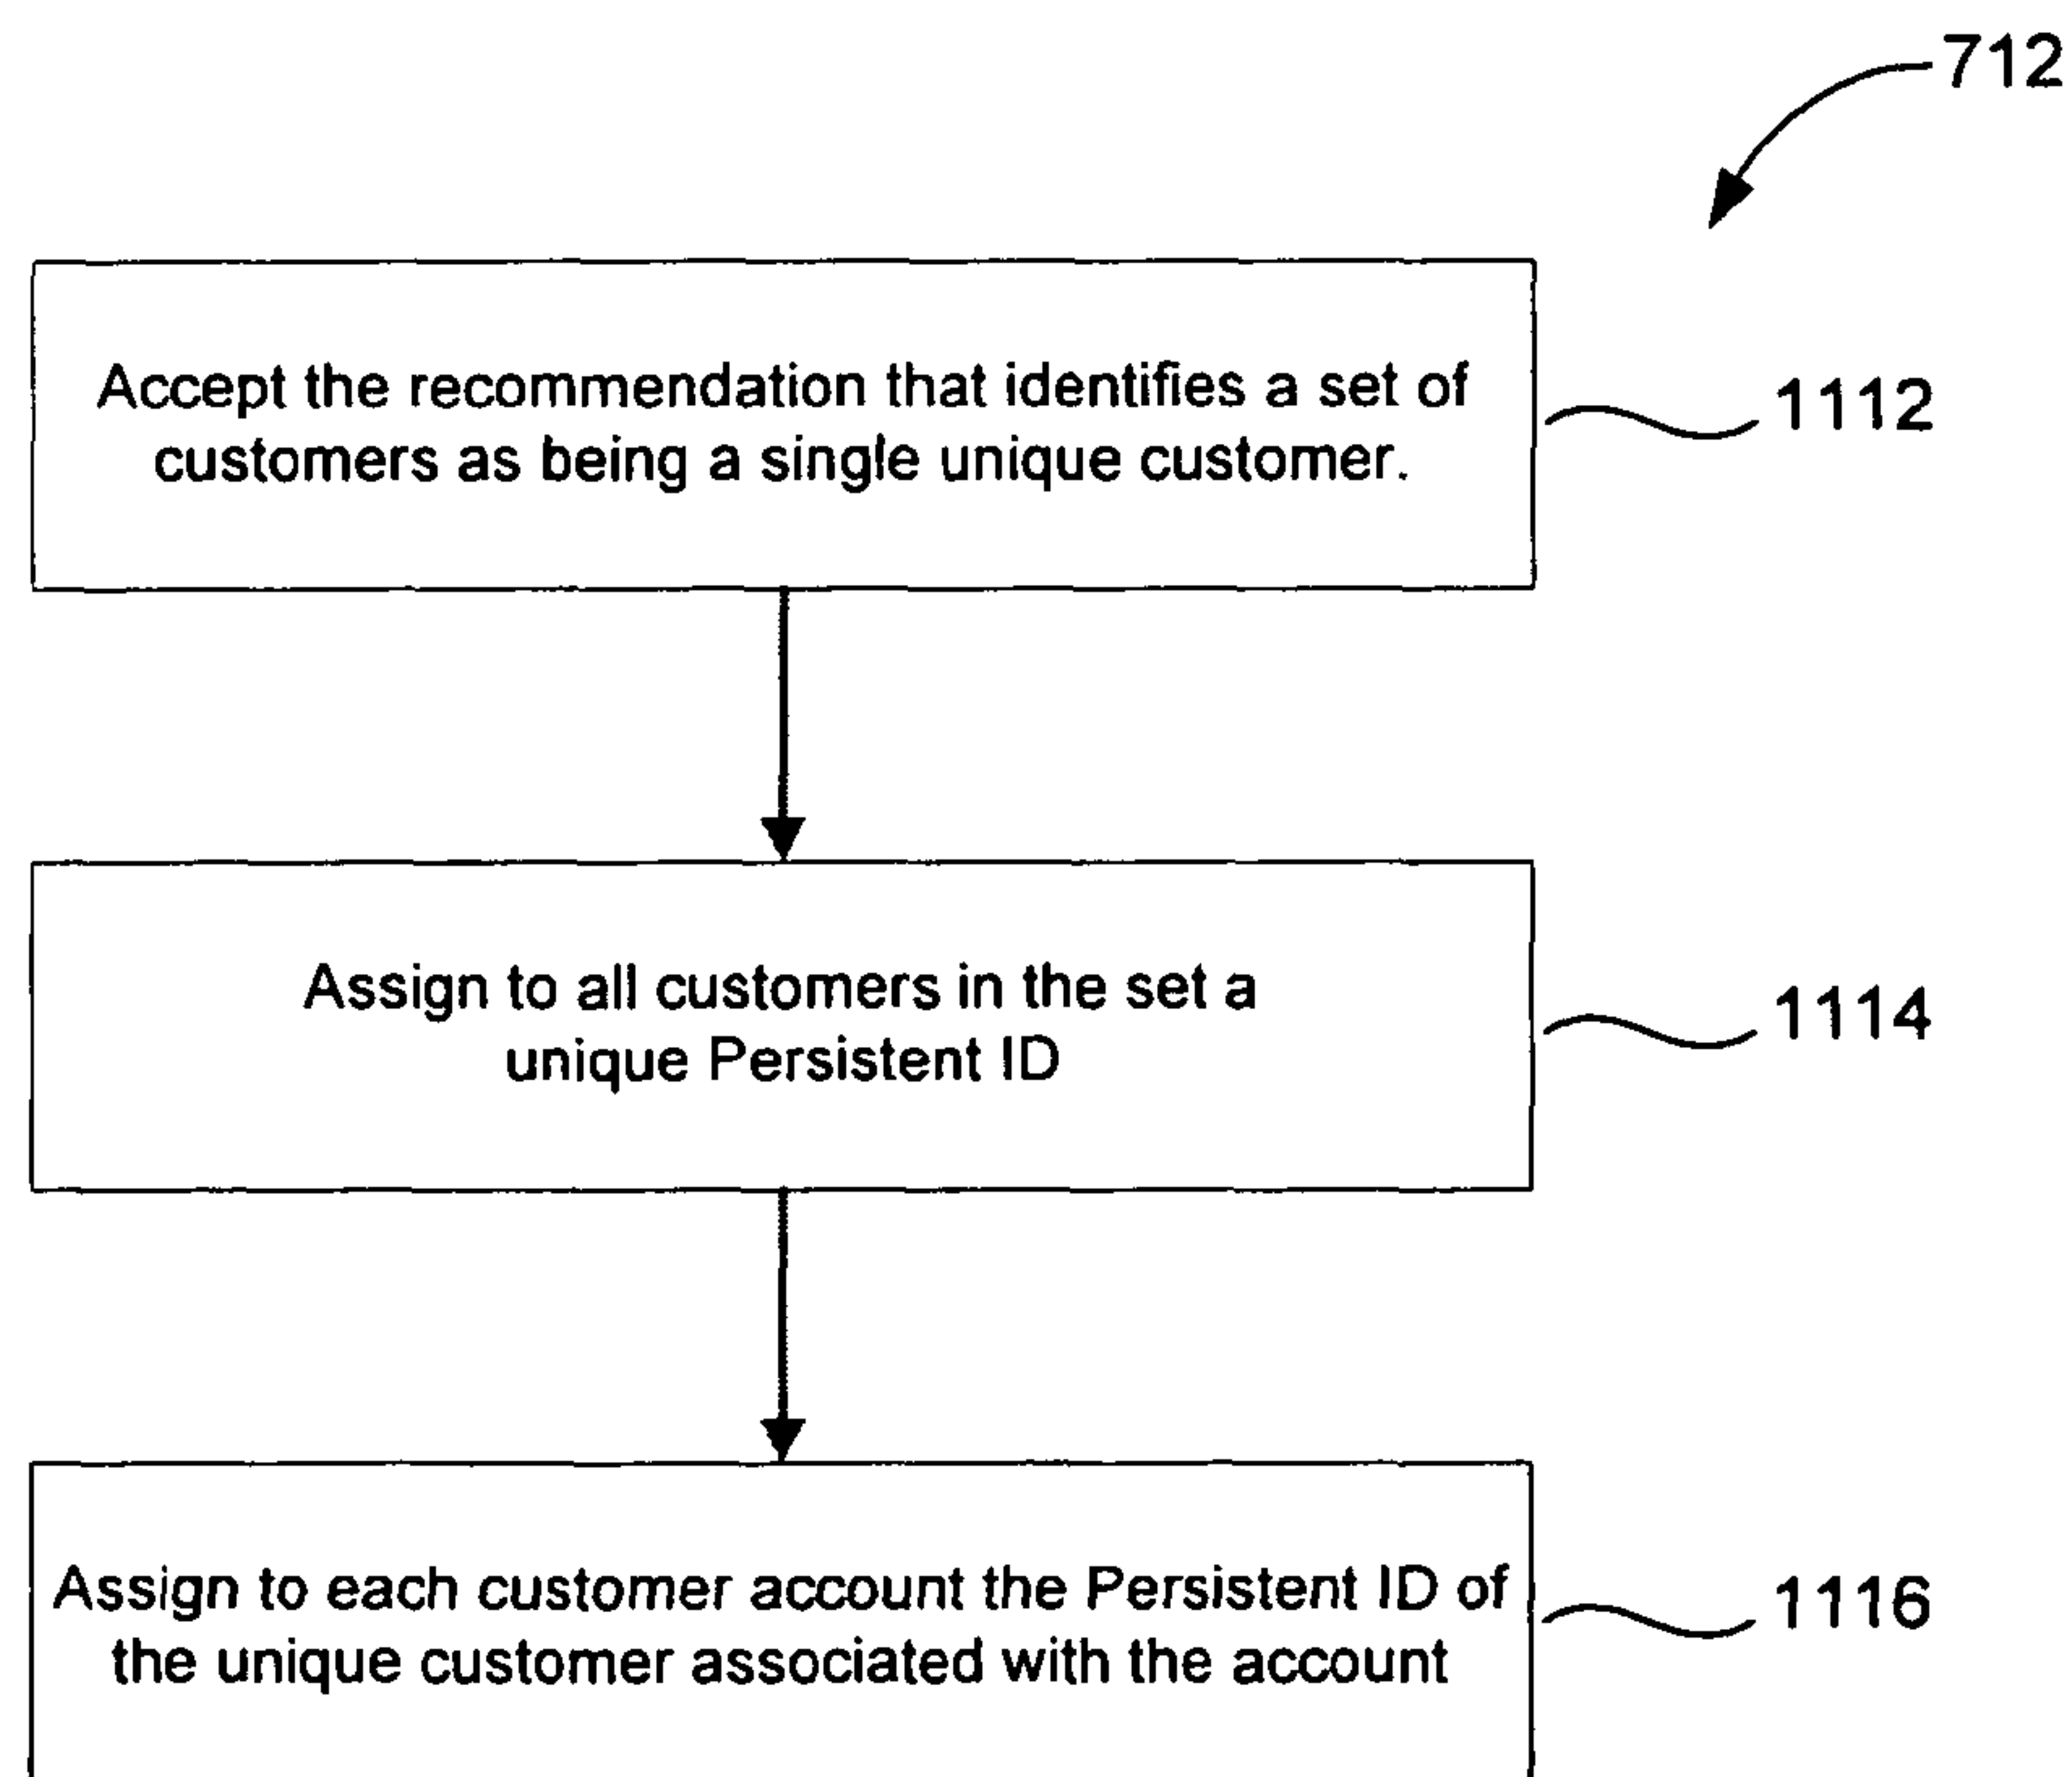 712
Accept the recommendation that identifies a set of
customers as being a single unique customer.
1112
Assign to all customers in the set a
unique Persistent ID
1114
Assign to each customer account the Persistent ID of
the unique customer associated with the account
1116